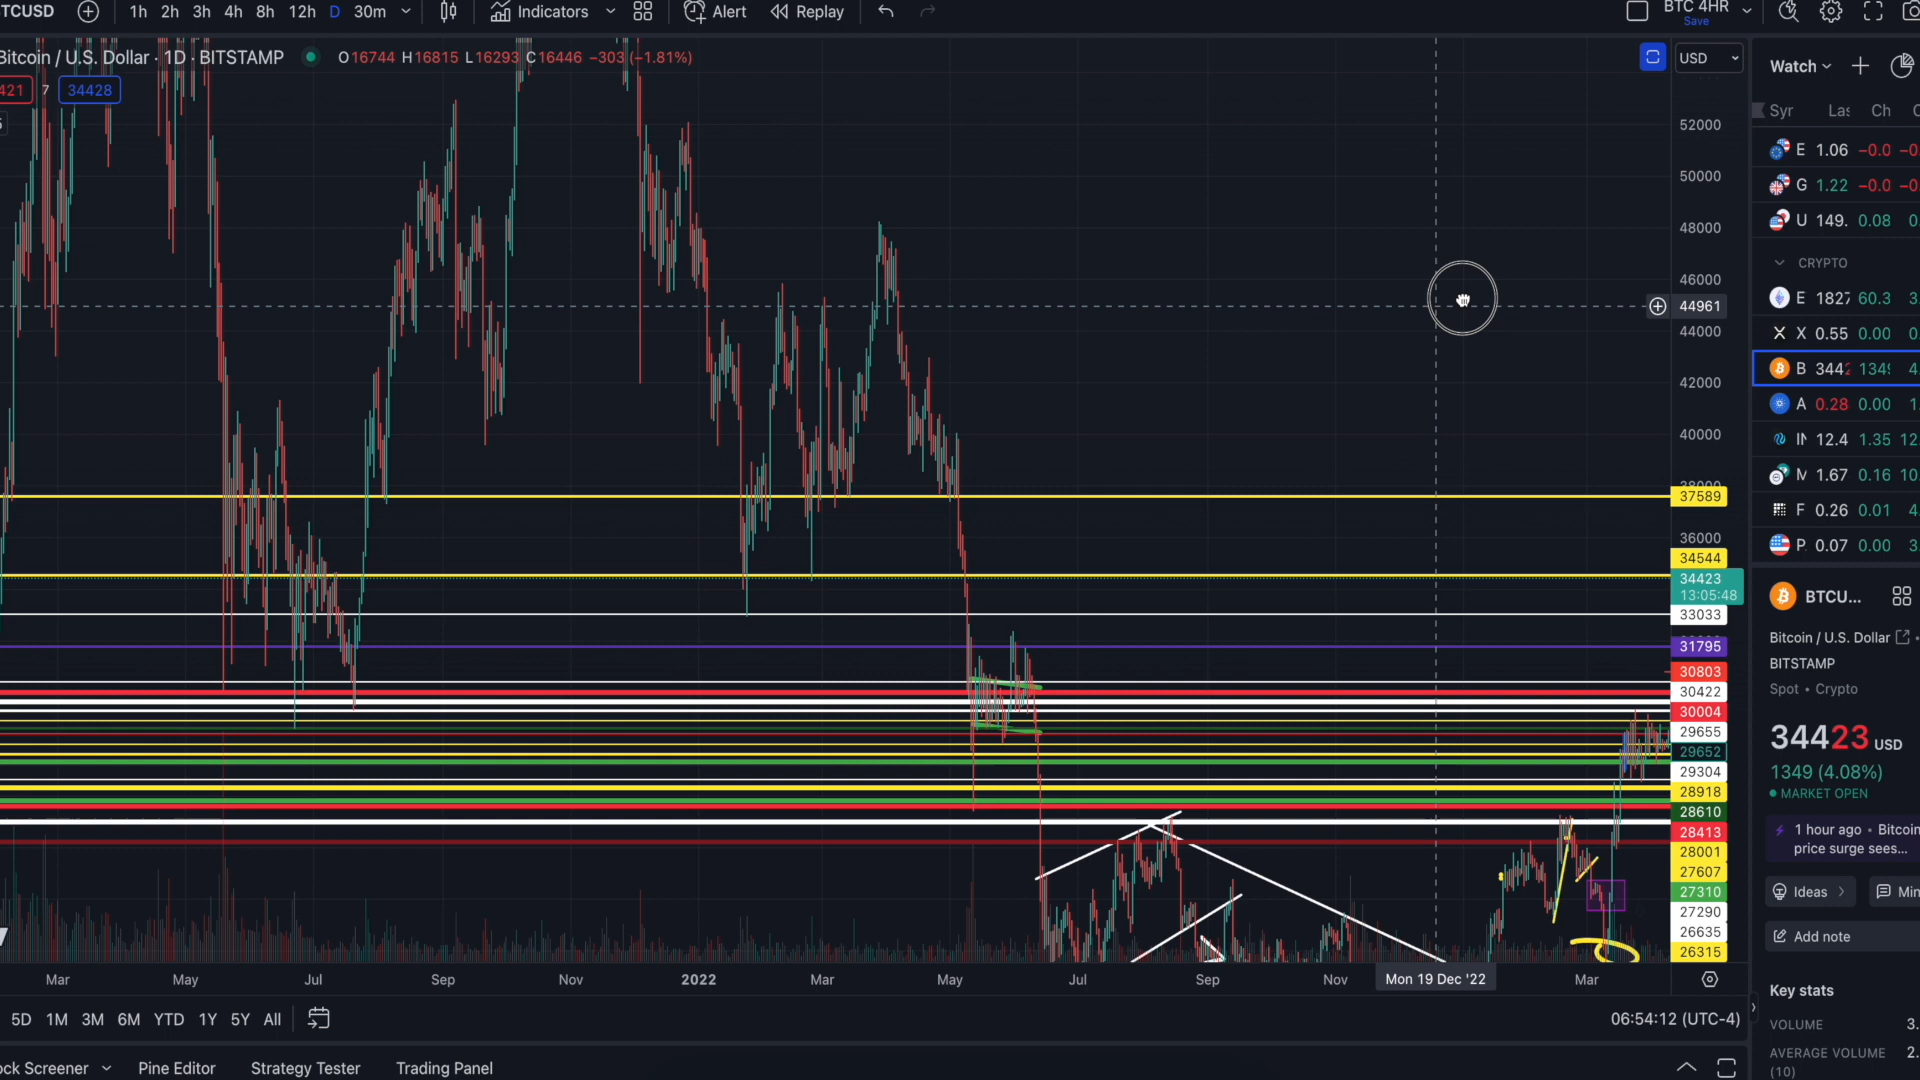 TCUSD 1h 2h 3h 4h 8h 12h D 30m Indicators Alert Replay BTC 4HR
Save
Bitcoin / U.S. Dollar · 1D · BITSTAMP O16744 H16815 L16293 C16446 −303 (−1.81%)
421 7 34428
USD
52000
50000
48000
46000
44961
44000
42000
40000
38000
37589
36000
34544
34423
13:05:48
33033
31795
30803
30422
30004
29655
29652
29304
28918
28610
28413
28001
27607
27310
27290
26635
26315
Mar May Jul Sep Nov 2022 Mar May Jul Sep Nov Mon 19 Dec '22 Mar
5D 1M 3M 6M YTD 1Y 5Y All
06:54:12 (UTC-4)
ock Screener Pine Editor Strategy Tester Trading Panel
Watch
Syr Las Ch
E 1.06 −0.0 −0
G 1.22 −0.0 −0
U 149. 0.08 0
CRYPTO
E 1827 60.3 3.
X 0.55 0.00 0.
B 3442 1349 4.
A 0.28 0.00 1.
IN 12.4 1.35 12.
M 1.67 0.16 10.
F 0.26 0.01 4.
P 0.07 0.00 3.
BTCU...
Bitcoin / U.S. Dollar
BITSTAMP
Spot • Crypto
34423 USD
1349 (4.08%)
MARKET OPEN
1 hour ago • Bitcoin
price surge sees...
Ideas
Min
Add note
Key stats
VOLUME 3.
AVERAGE VOLUME 2.
(10)